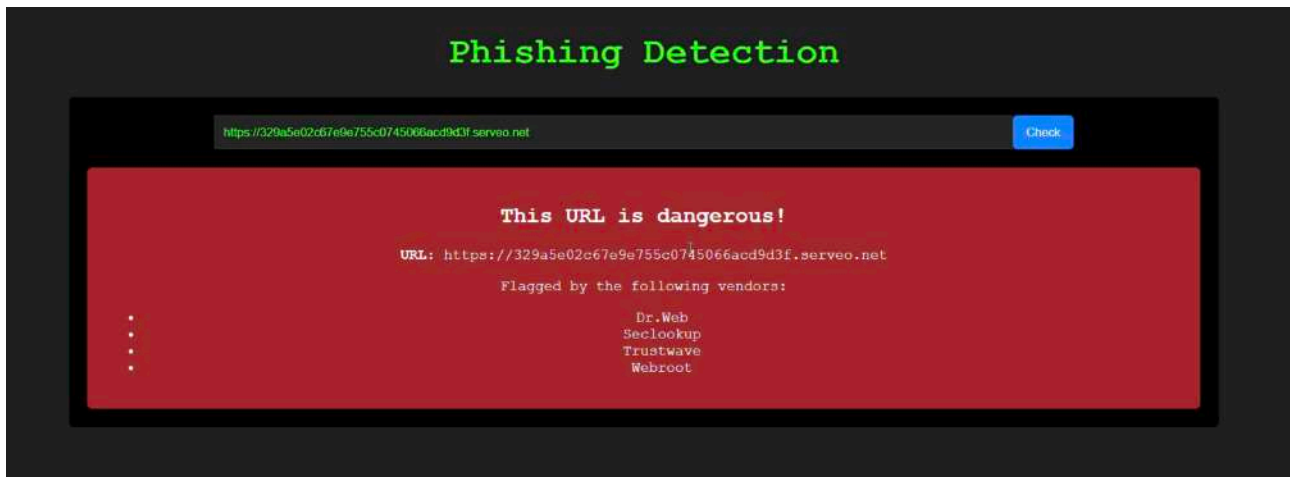 Phishing Detection
https://329a5e02c67e9e755c0745066acd9d3f.serveo.net
Check
This URL is dangerous!
URL: https://329a5e02c67e9e755c0745066acd9d3f.serveo.net
Flagged by the following vendors:
• Dr.Web
• Seclookup
• Trustwave
• Webroot